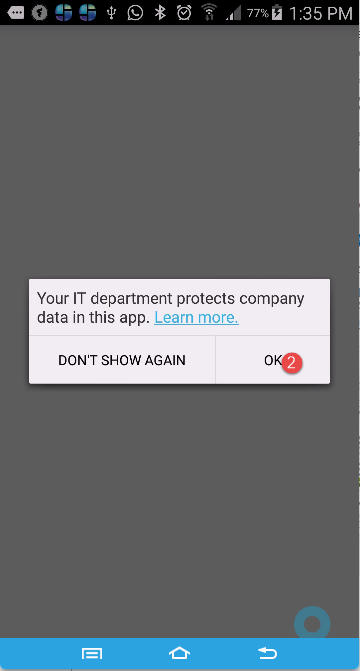 77% 1:35 PM
Your IT department protects company
data in this app. Learn more.
DON'T SHOW AGAIN OK 2